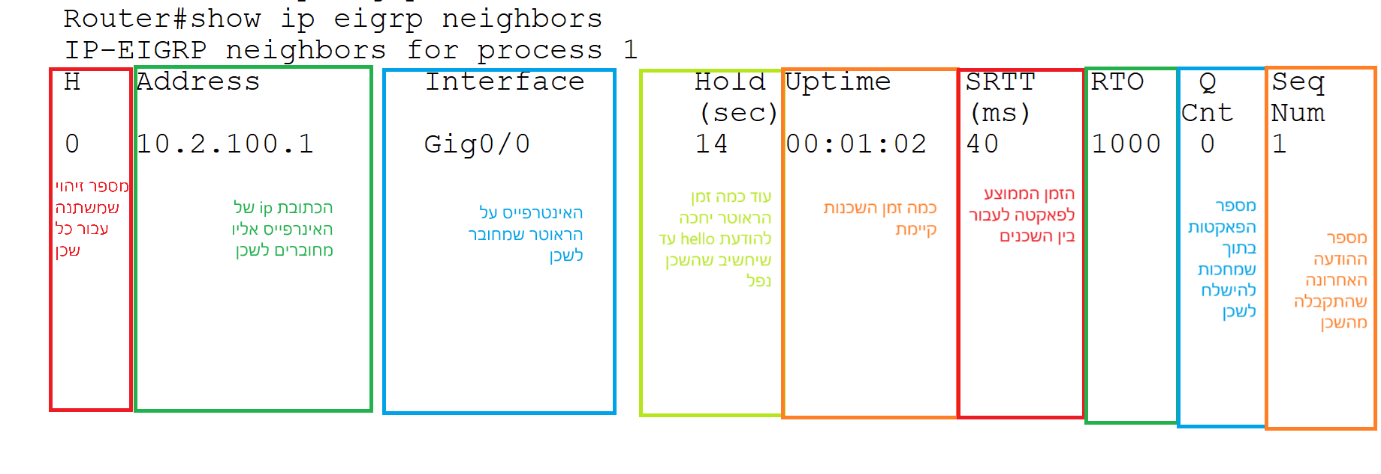 Router#show ip eigrp neighbors
IP-EIGRP neighbors for process 1
H Address Interface Hold Uptime SRTT RTO Q Seq
(sec) (ms) Cnt Num
0 10.2.100.1 Gig0/0 14 00:01:02 40 1000 0 1
מספר זיהוי
שמשתנה
עבור כל
שכן
הכתובת ip של
האינרפייס אליו
מחוברים לשכן
האינטרפייס על
הראוטר שמחובר
לשכן
עוד כמה זמן
הראוטר יחכה
להודעת hello עד
שיחשיב שהשכן
נפל
כמה זמן השכנות
קיימת
הזמן הממוצע
לפאקטה לעבור
בין השכנים
מספר
הפאקטות
בתוך
שמחכות
להישלח
לשכן
מספר
ההודעה
האחרונה
שהתקבלה
מהשכן